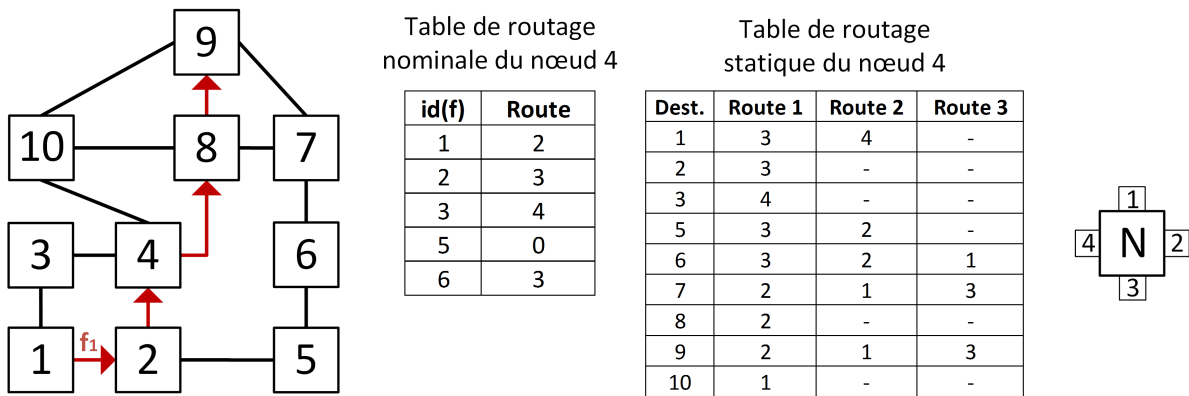 9
10
8
7
3
4
6
f1
1
2
5
Table de routage
nominale du nœud 4
id(f) Route
1 2
2 3
3 4
5 0
6 3
Table de routage
statique du nœud 4
Dest. Route 1 Route 2 Route 3
1 3 4 -
2 3 - -
3 4 - -
5 3 2 -
6 3 2 1
7 2 1 3
8 2 - -
9 2 1 3
10 1 - -
1
4 N 2
3